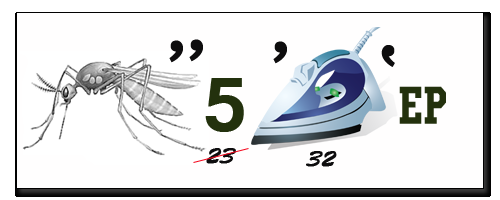 ,, 5 , ‘ EP
23 32